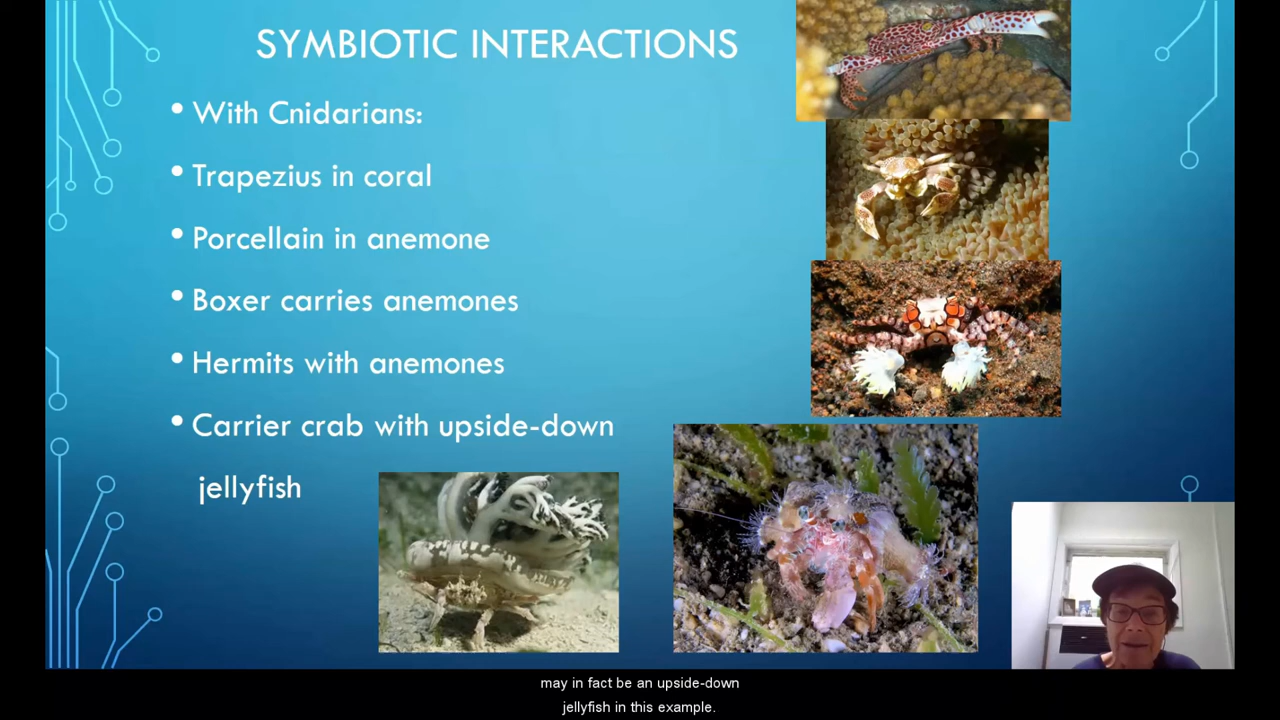 SYMBIOTIC INTERACTIONS
• With Cnidarians:
• Trapezius in coral
• Porcellain in anemone
• Boxer carries anemones
• Hermits with anemones
• Carrier crab with upside-down
jellyfish
may in fact be an upside-down
jellyfish in this example.